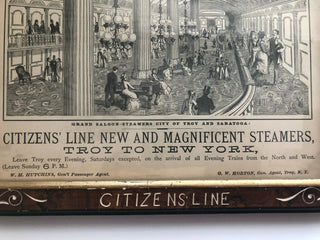 GRAND SALOON-STEAMERS CITY OF TROY AND SARATOGA.
CITIZENS' LINE NEW AND MAGNIFICENT STEAMERS,
TROY TO NEW YORK,
Leave Troy every Evening, Saturdays excepted, on the arrival of all Evening Trains from the North and West.
(Leave Sunday 6 P. M.)
W. M. HUTCHINS, Gen'l Passenger Agent. G. W. HORTON, Gen. Agent, Troy, N. Y.
CITIZENS·LINE